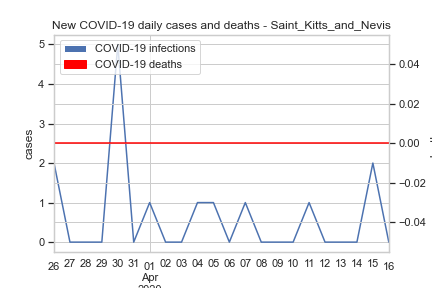 New COVID-19 daily cases and deaths - Saint_Kitts_and_Nevis
COVID-19 infections
COVID-19 deaths
cases
5
4
3
2
1
0
0.04
0.02
0.00
−0.02
−0.04
26 27 28 29 30 31 01 02 03 04 05 06 07 08 09 10 11 12 13 14 15 16
Apr